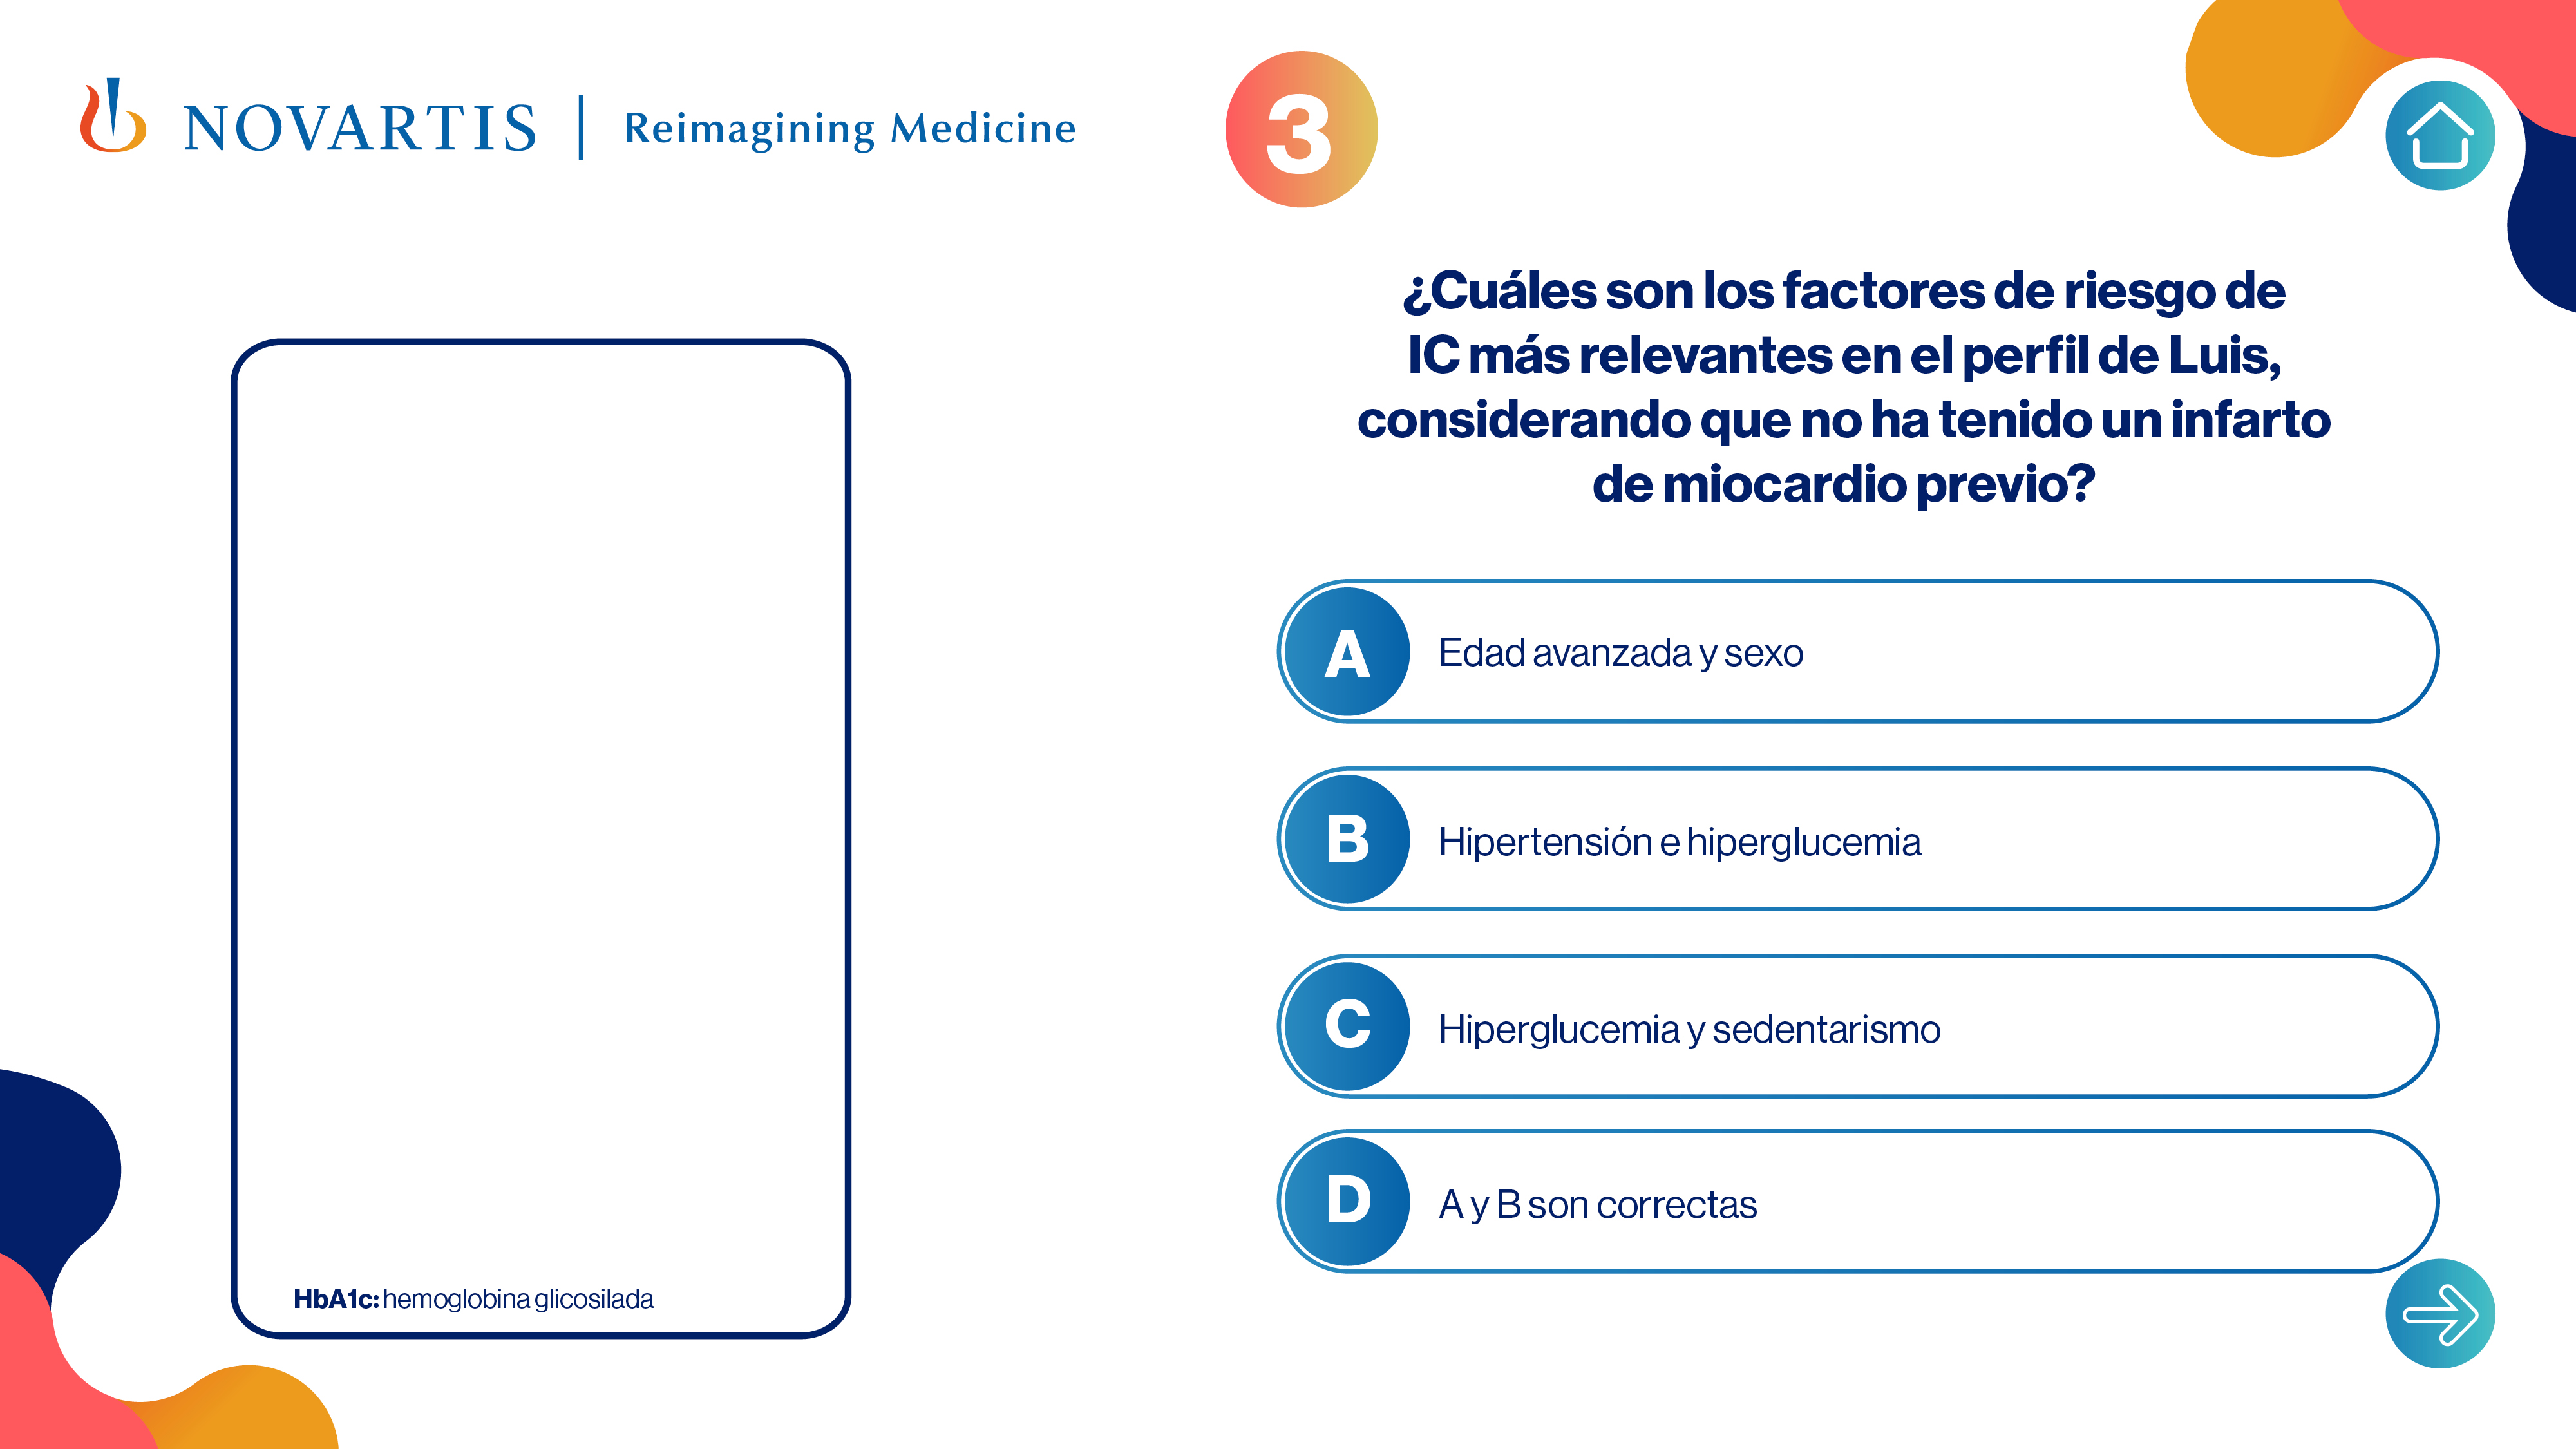 NOVARTIS | Reimagining Medicine
3
¿Cuáles son los factores de riesgo de
IC más relevantes en el perfil de Luis,
considerando que no ha tenido un infarto
de miocardio previo?
A Edad avanzada y sexo
B Hipertensión e hiperglucemia
C Hiperglucemia y sedentarismo
D A y B son correctas
HbA1c: hemoglobina glicosilada